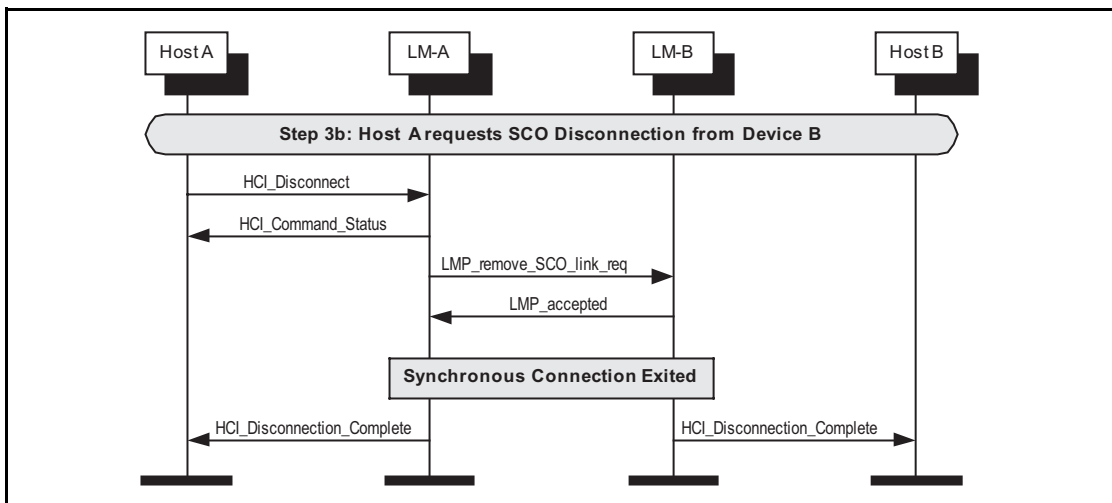 Host A
LM-A
LM-B
Host B
Step 3b: Host A requests SCO Disconnection from Device B
HCI_Disconnect
HCI_Command_Status
LMP_remove_SCO_link_req
LMP_accepted
Synchronous Connection Exited
HCI_Disconnection_Complete
HCI_Disconnection_Complete